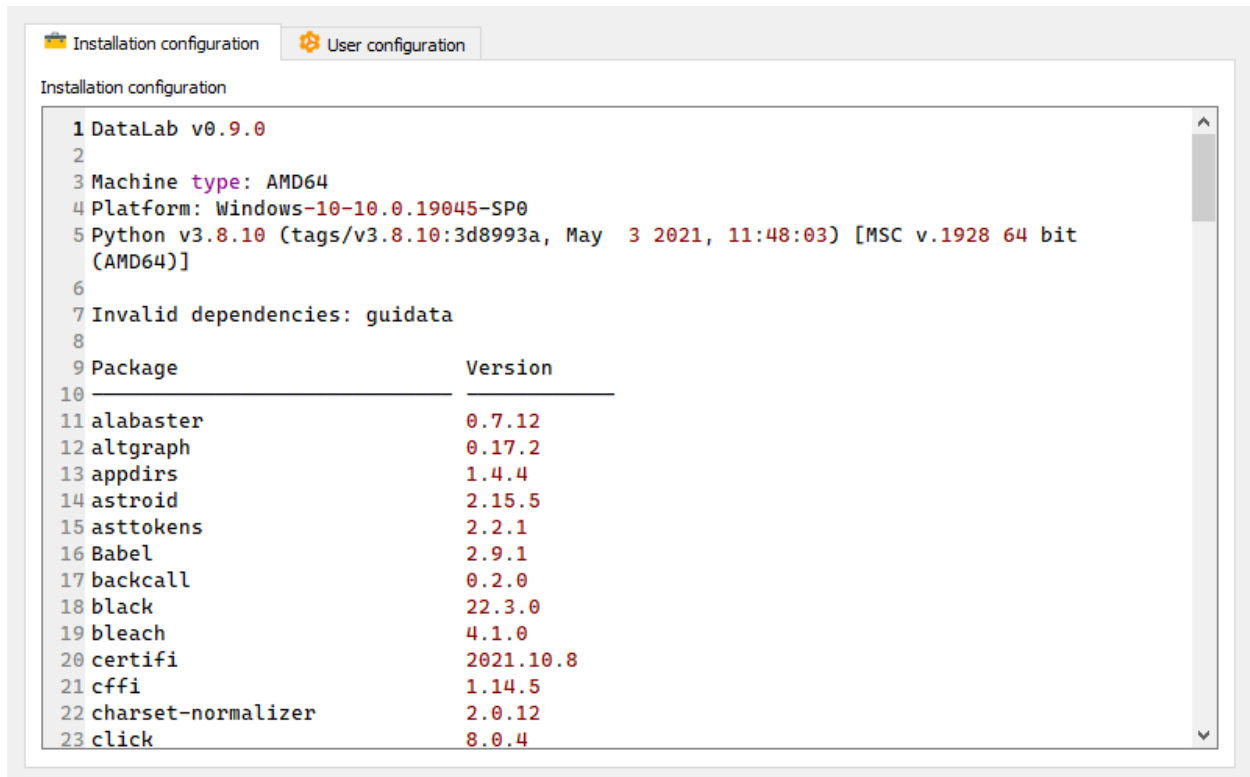 Installation configuration User configuration
Installation configuration
1 DataLab v0.9.0
2
3 Machine type: AMD64
4 Platform: Windows-10-10.0.19045-SP0
5 Python v3.8.10 (tags/v3.8.10:3d8993a, May  3 2021, 11:48:03) [MSC v.1928 64 bit
(AMD64)]
6
7 Invalid dependencies: guidata
8
9 Package Version
10
11 alabaster 0.7.12
12 altgraph 0.17.2
13 appdirs 1.4.4
14 astroid 2.15.5
15 asttokens 2.2.1
16 Babel 2.9.1
17 backcall 0.2.0
18 black 22.3.0
19 bleach 4.1.0
20 certifi 2021.10.8
21 cffi 1.14.5
22 charset-normalizer 2.0.12
23 click 8.0.4